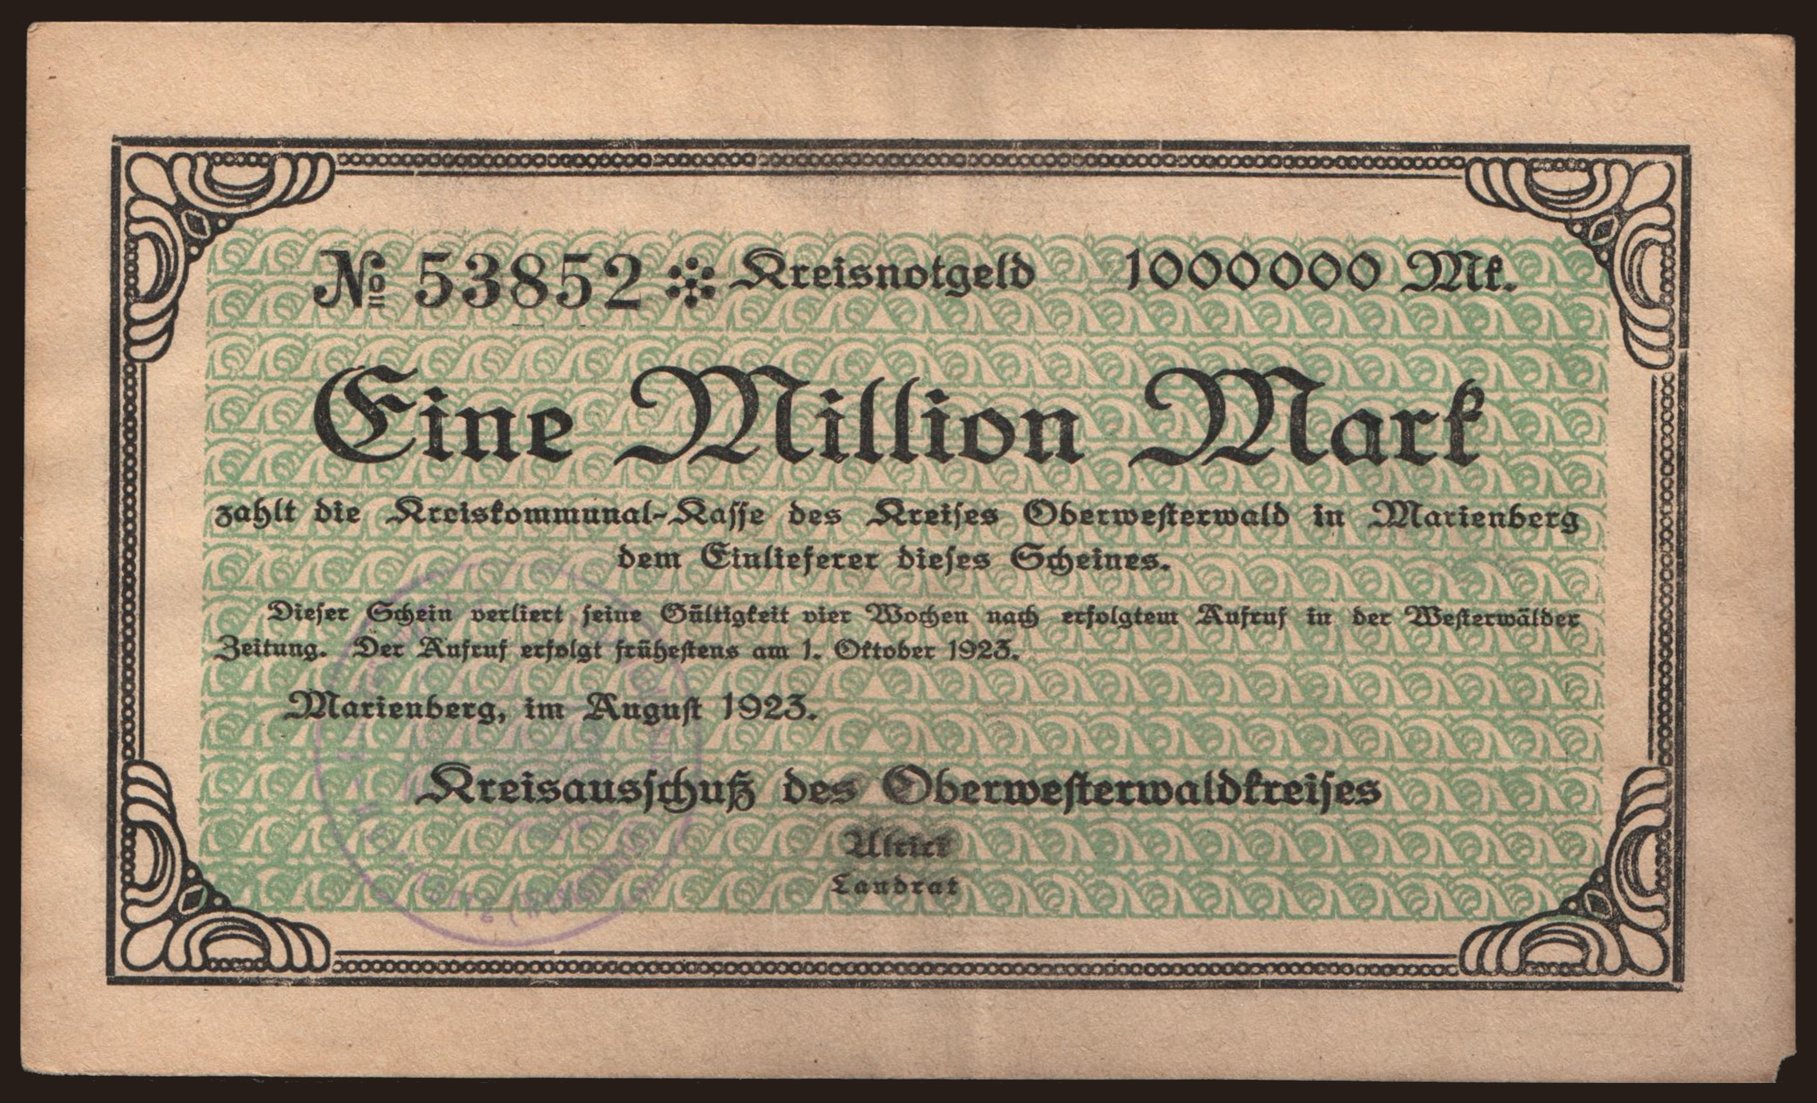 № 53852 Kreisnotgeld 1000000 Mk.
Eine Million Mark
zahlt die Kreiskommunal-Kasse des Kreises Oberwesterwald in Marienberg
dem Einlieferer dieses Scheines.
Dieser Schein verliert seine Gültigkeit vier Wochen nach erfolgtem Aufruf in der Westerwälder
Zeitung. Der Aufruf erfolgt frühestens am 1. Oktober 1923.
Marienberg, im August 1923.
Kreisausschuß des Oberwesterwaldkreises
Ulrici
Landrat